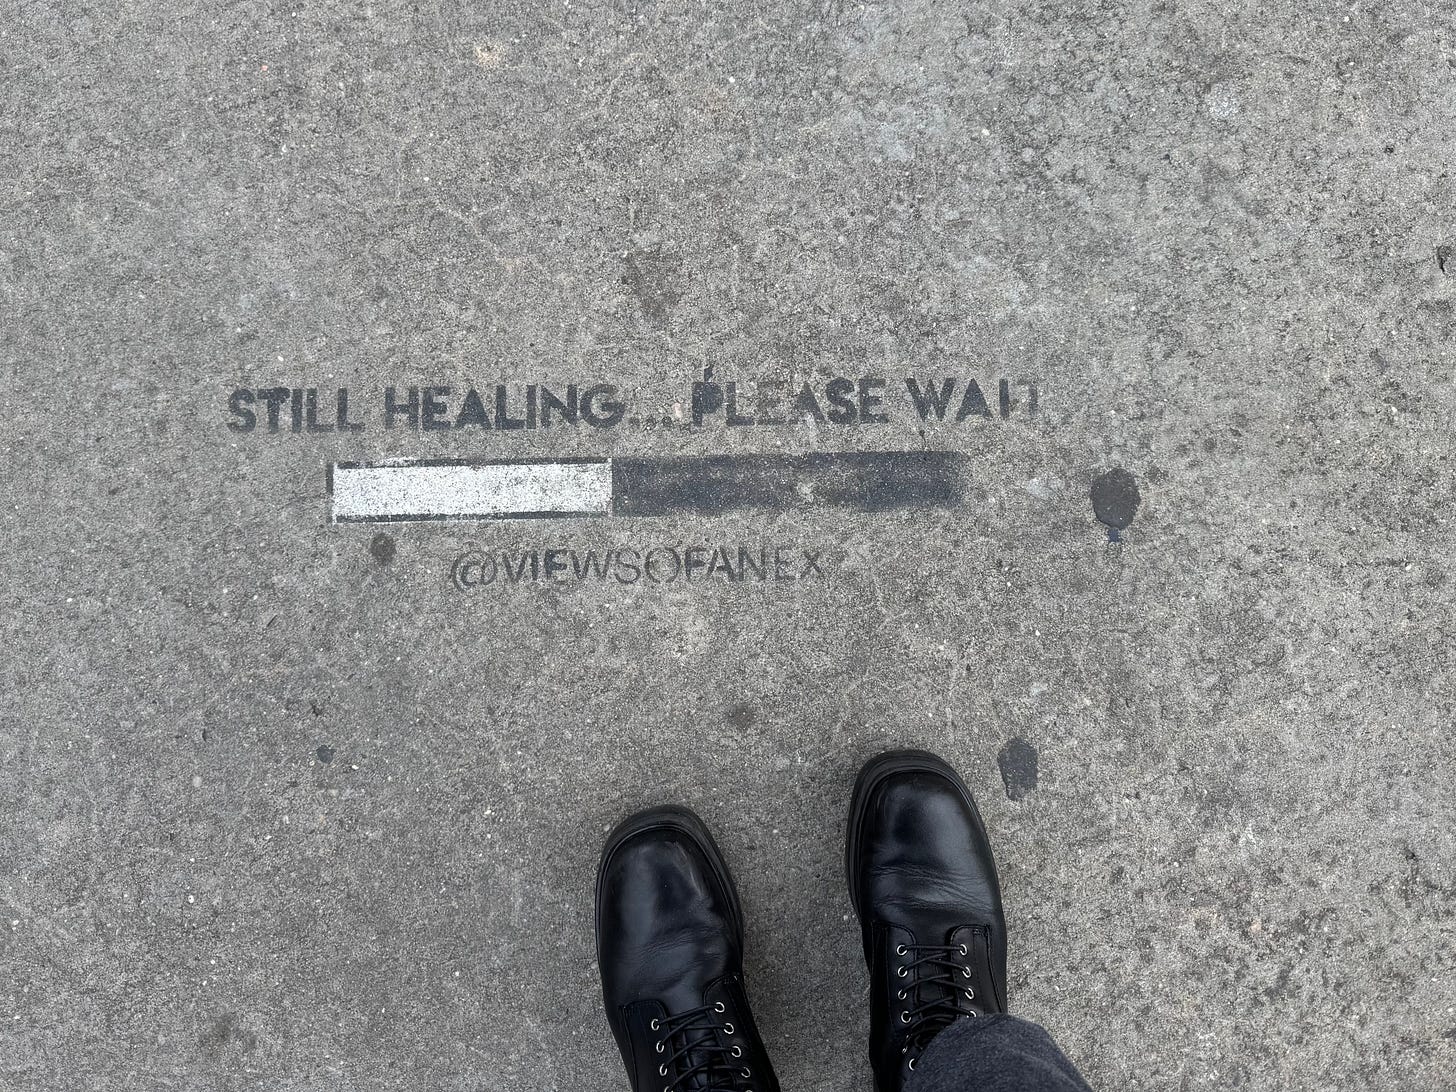 STILL HEALING.... PLEASE WAIT
@VIEWSOFANEX